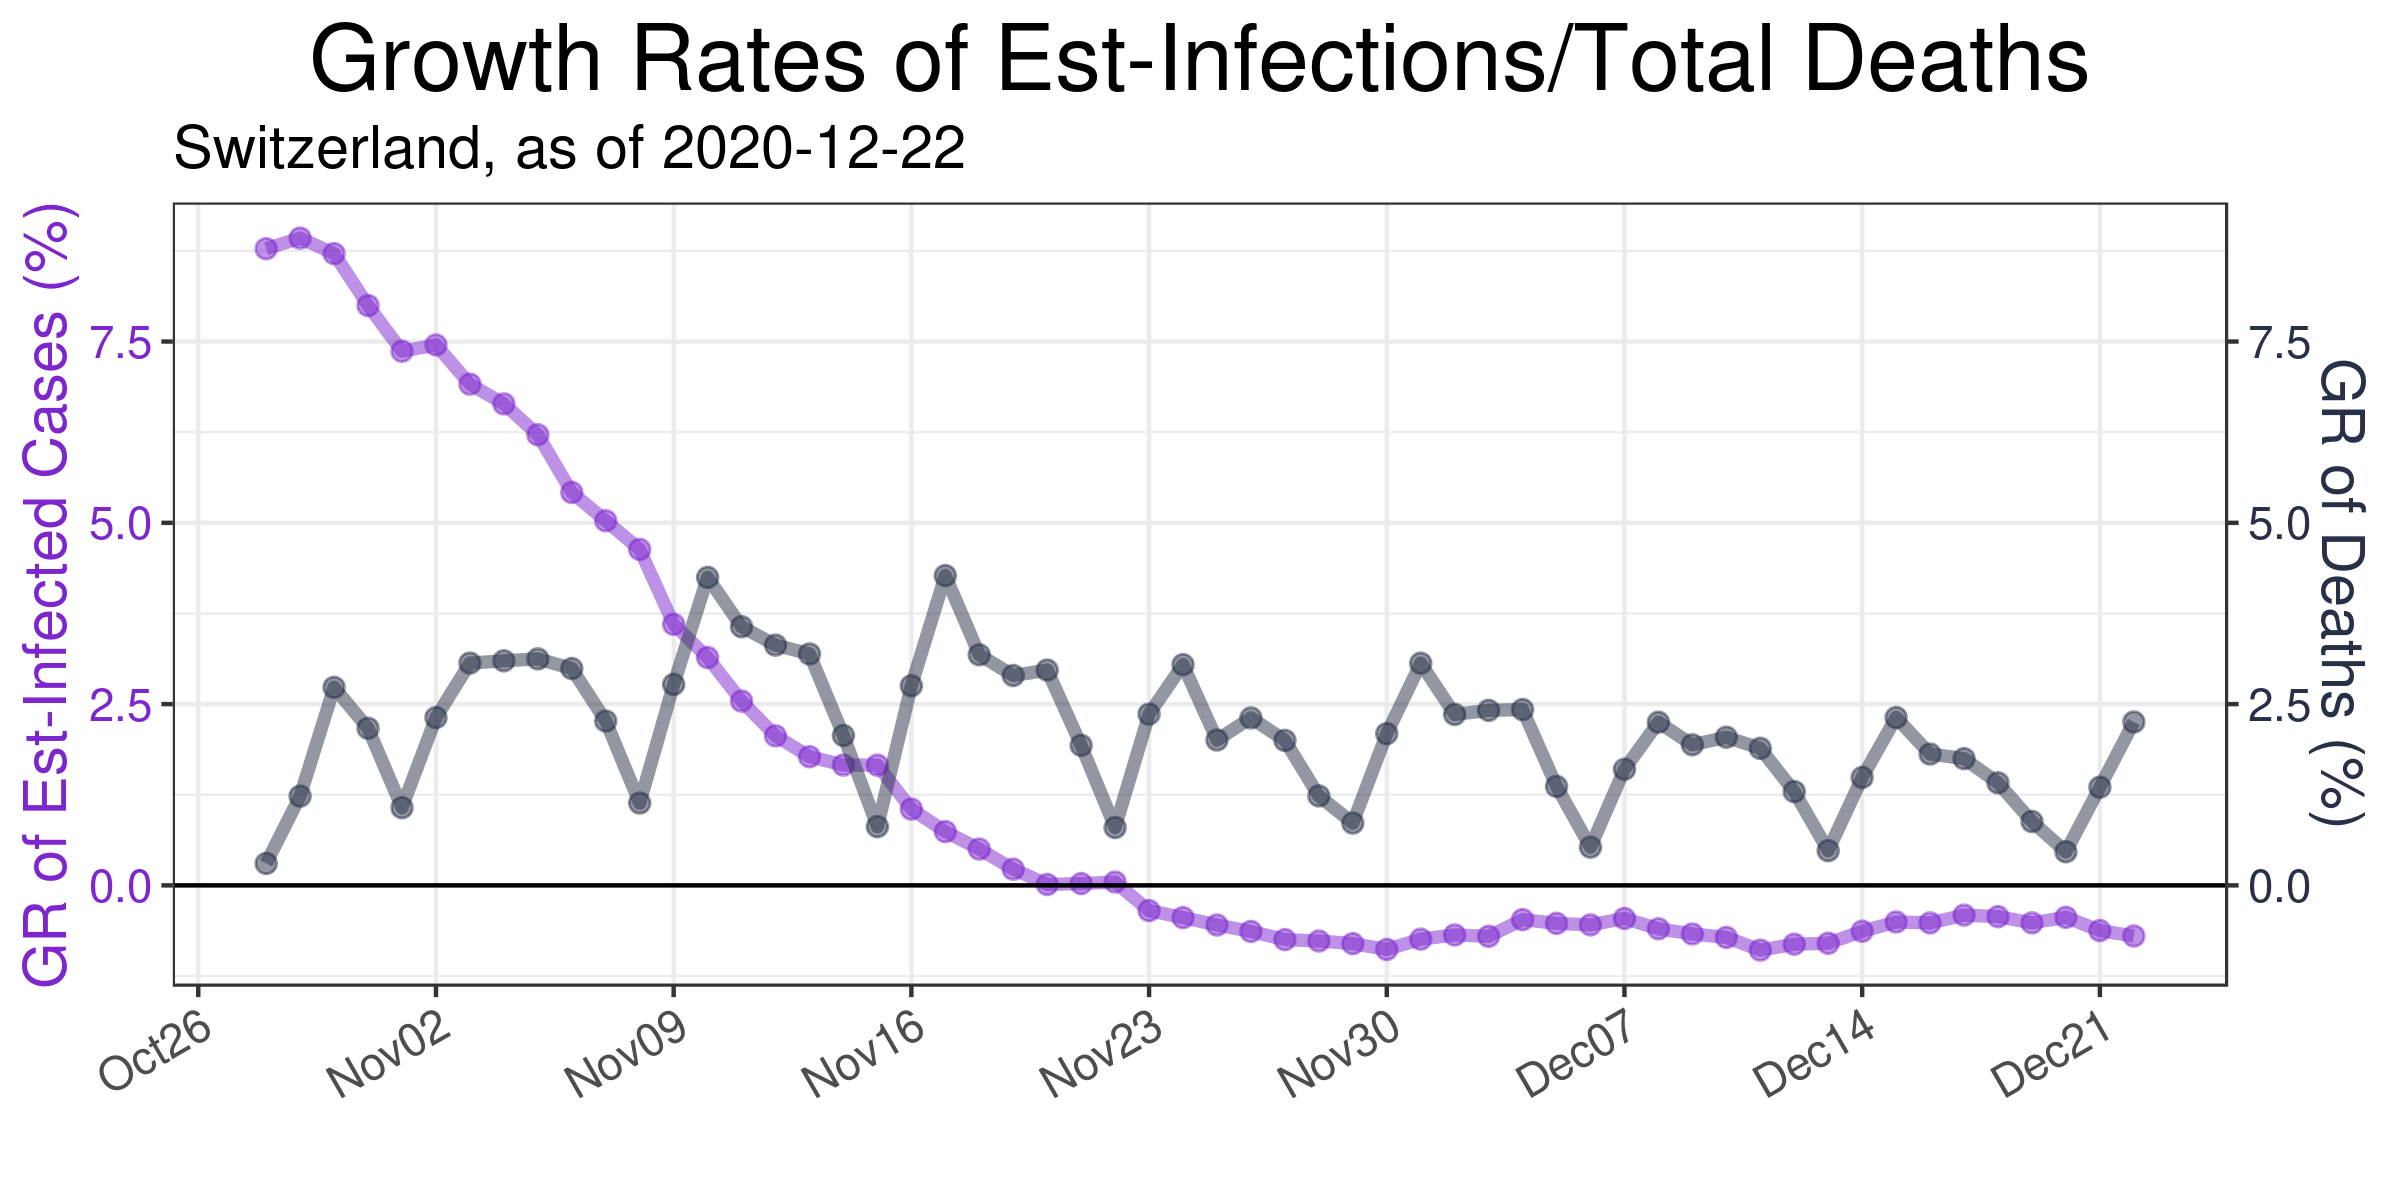 Growth Rates of Est-Infections/Total Deaths
Switzerland, as of 2020-12-22
GR of Est-Infected Cases (%)
7.5
5.0
2.5
0.0
7.5
5.0
2.5
0.0
GR of Deaths (%)
Oct26
Nov02
Nov09
Nov16
Nov23
Nov30
Dec07
Dec14
Dec21